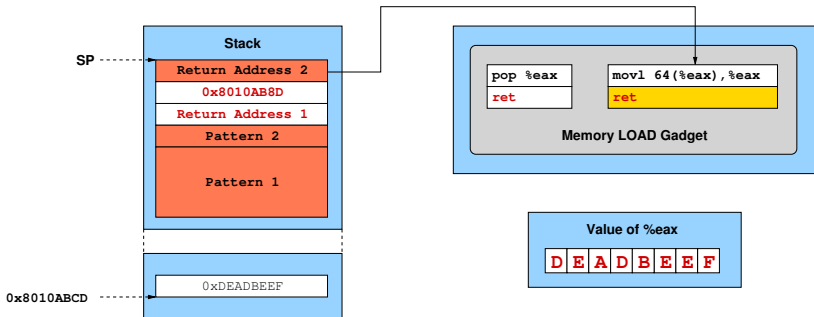 Stack
SP
Return Address 2
0x8010AB8D
Return Address 1
Pattern 2
Pattern 1
0xDEADBEEF
0x8010ABCD
pop %eax
ret
movl 64(%eax),%eax
ret
Memory LOAD Gadget
Value of %eax
D E A D B E E F